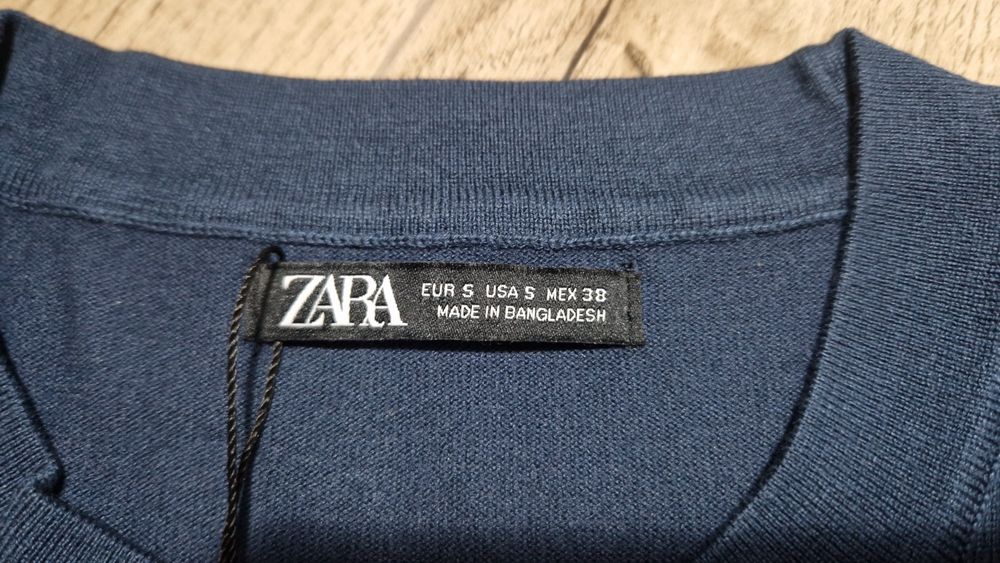 ZARA
EUR S USA S MEX 38
MADE IN BANGLADESH